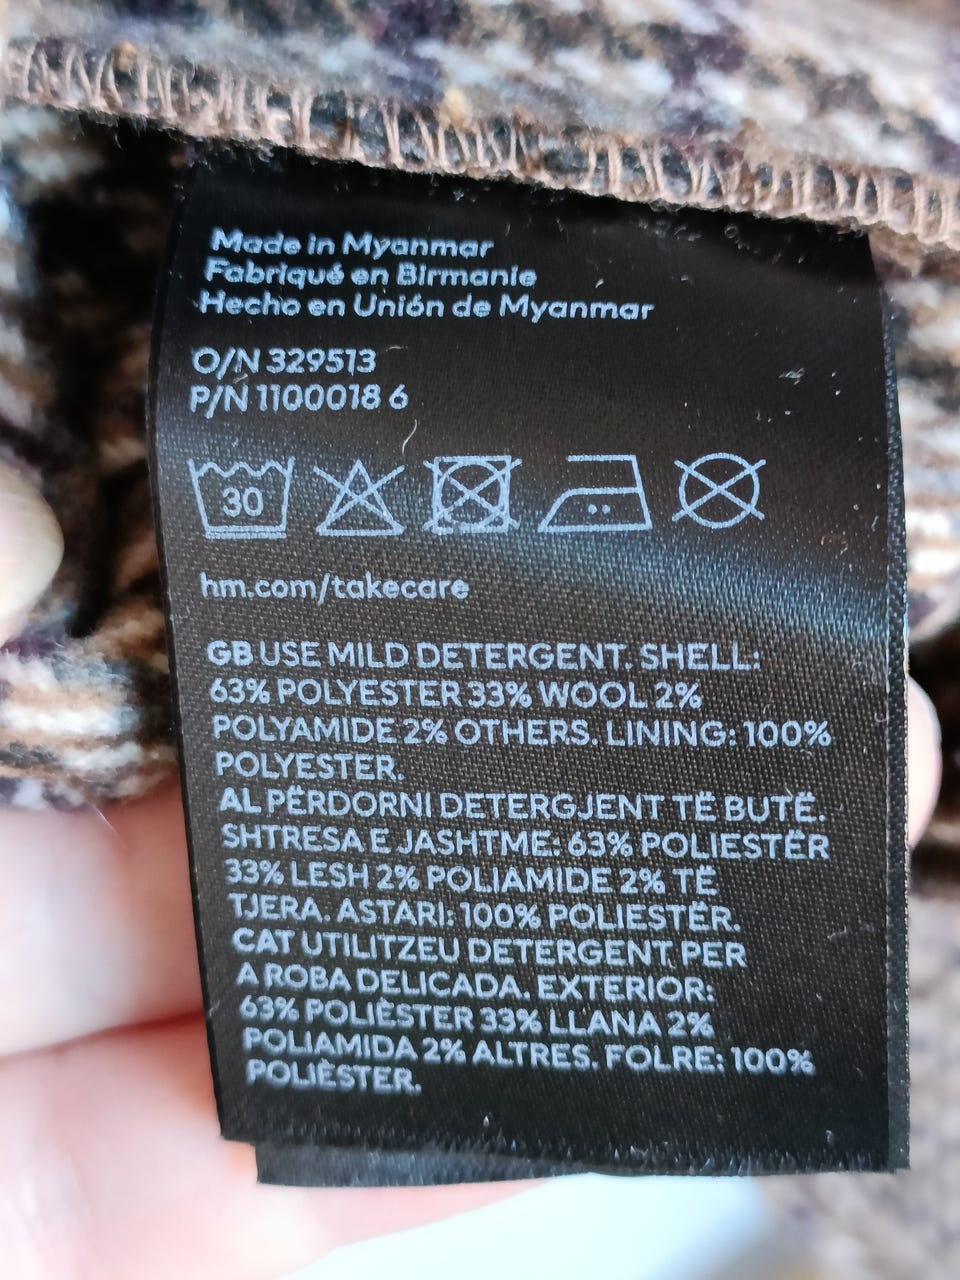 Made in Myanmar
Fabriqué en Birmanie
Hecho en Unión de Myanmar
O/N 329513
P/N 1100018 6
30
hm.com/takecare
GB USE MILD DETERGENT. SHELL:
63% POLYESTER 33% WOOL 2%
POLYAMIDE 2% OTHERS. LINING: 100%
POLYESTER.
AL PËRDORNI DETERGJENT TË BUTË.
SHTRESA E JASHTME: 63% POLIESTËR
33% LESH 2% POLIAMIDE 2% TË
TJERA. ASTARI: 100% POLIESTËR.
CAT UTILITZEU DETERGENT PER
A ROBA DELICADA. EXTERIOR:
63% POLIÈSTER 33% LLANA 2%
POLIAMIDA 2% ALTRES. FOLRE: 100%
POLIÈSTER.